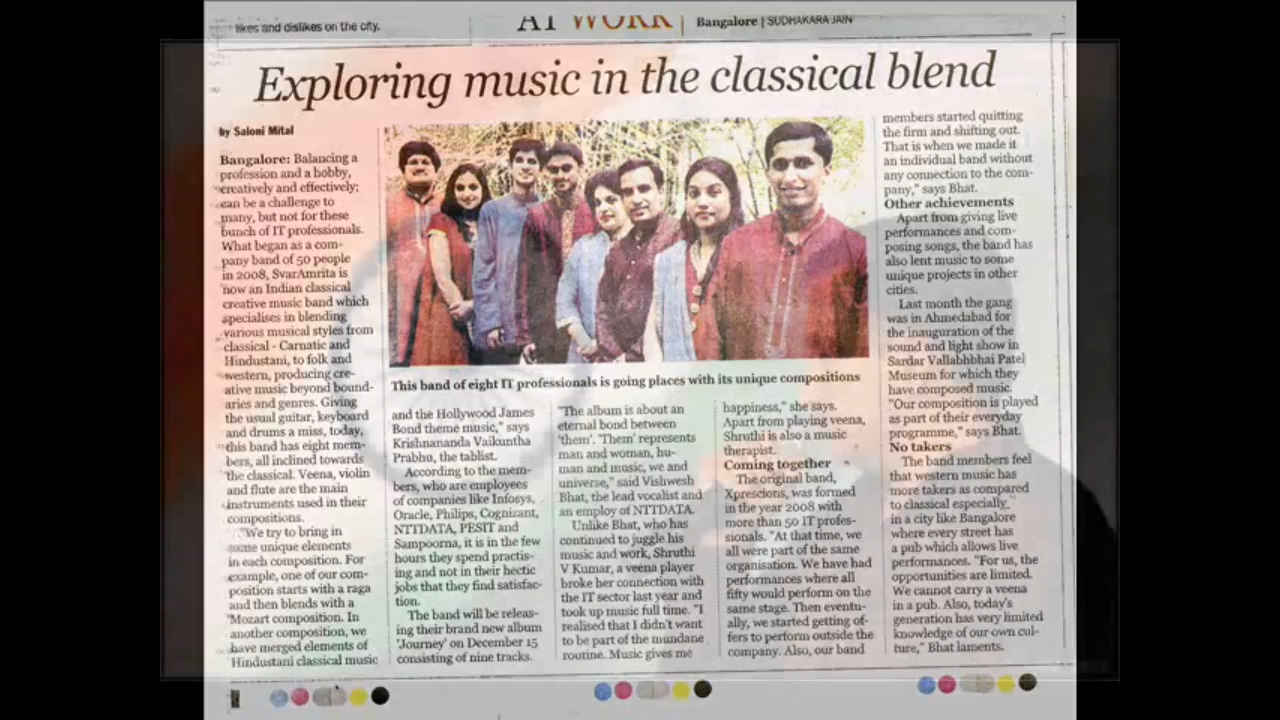 likes and dislikes on the city.
AT WORK | Bangalore | SUDHAKARA JAIN
Exploring music in the classical blend
by Saloni Mital
Bangalore: Balancing a
profession and a hobby,
creatively and effectively;
can be a challenge to
many, but not for these
bunch of IT professionals.
What began as a com-
pany band of 50 people
in 2008, SvarAmrita is
now an Indian classical
creative music band which
specialises in blending
various musical styles from
classical - Carnatic and
Hindustani, to folk and
western, producing cre-
ative music beyond bound-
aries and genres. Giving
the usual guitar, keyboard
and drums a miss, today,
this band has eight mem-
bers, all inclined towards
the classical. Veena, violin
and flute are the main
instruments used in their
compositions.
"We try to bring in
some unique elements
in each composition. For
example, one of our com-
position starts with a raga
and then blends with a
Mozart composition. In
another composition, we
have merged elements of
Hindustani classical music
This band of eight IT professionals is going places with its unique compositions
and the Hollywood James
Bond theme music," says
Krishnananda Vaikuntha
Prabhu, the tablist.
According to the mem-
bers, who are employees
of companies like Infosys,
Oracle, Philips, Cognizant,
NTTDATA, PESIT and
Sampoorna, it is in the few
hours they spend practis-
ing and not in their hectic
jobs that they find satisfac-
tion.
The band will be releas-
ing their brand new album
'Journey' on December 15
consisting of nine tracks.
"The album is about an
eternal bond between
'them'. 'Them' represents
man and woman, hu-
man and music, we and
universe," said Vishwesh
Bhat, the lead vocalist and
an employ of NTTDATA.
Unlike Bhat, who has
continued to juggle his
music and work, Shruthi
V Kumar, a veena player
broke her connection with
the IT sector last year and
took up music full time. "I
realised that I didn't want
to be part of the mundane
routine. Music gives me
happiness," she says.
Apart from playing veena,
Shruthi is also a music
therapist.
Coming together
The original band,
Xprescions, was formed
in the year 2008 with
more than 50 IT profes-
sionals. "At that time, we
all were part of the same
organisation. We have had
performances where all
fifty would perform on the
same stage. Then eventu-
ally, we started getting of-
fers to perform outside the
company. Also, our band
members started quitting
the firm and shifting out.
That is when we made it
an individual band without
any connection to the com-
pany," says Bhat.
Other achievements
Apart from giving live
performances and com-
posing songs, the band has
also lent music to some
unique projects in other
cities.
Last month the gang
was in Ahmedabad for
the inauguration of the
sound and light show in
Sardar Vallabhbhai Patel
Museum for which they
have composed music.
"Our composition is played
as part of their everyday
programme," says Bhat.
No takers
The band members feel
that western music has
more takers as compared
to classical especially
in a city like Bangalore
where every street has
a pub which allows live
performances. "For us, the
opportunities are limited.
We cannot carry a veena
in a pub. Also, today's
generation has very limited
knowledge of our own cul-
ture," Bhat laments.